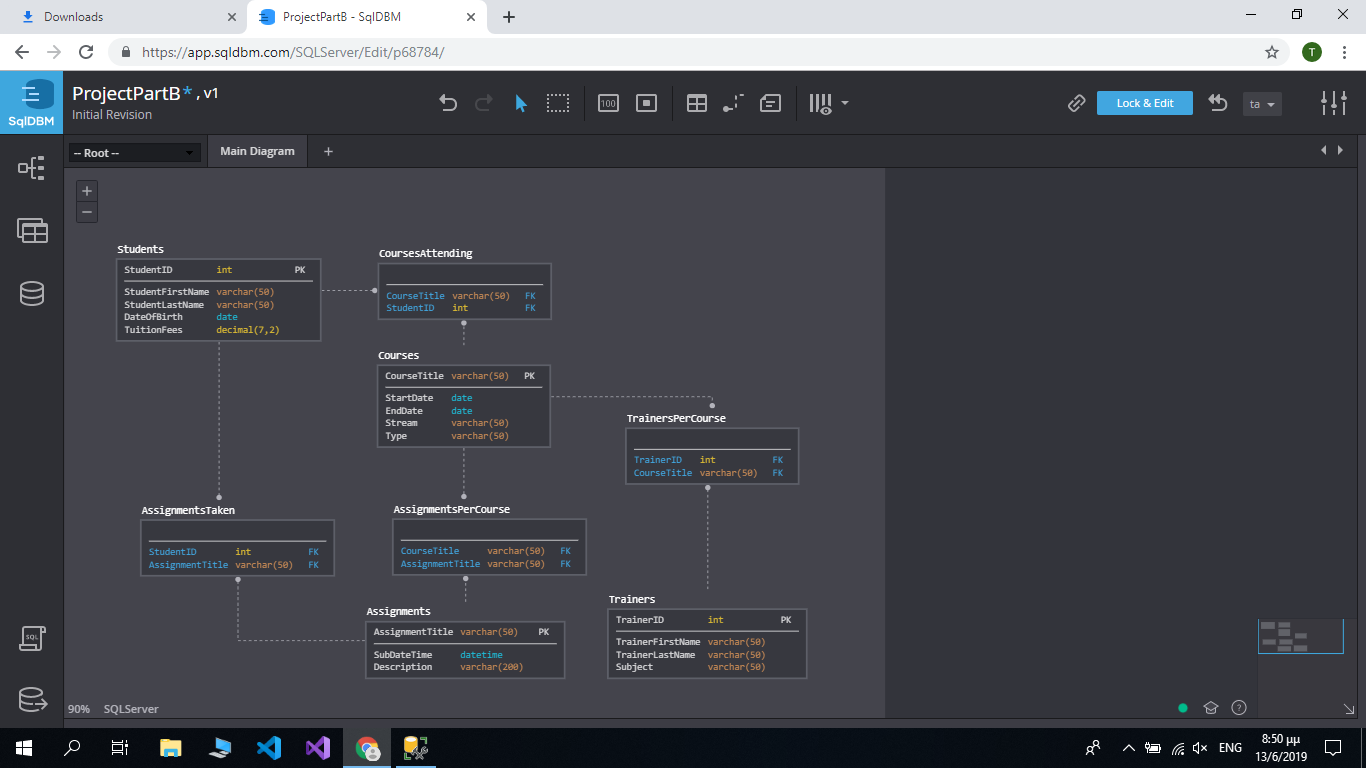 Downloads
ProjectPartB - SqlDBM
https://app.sqldbm.com/SQLServer/Edit/p68784/
T
SqlDBM
ProjectPartB* , v1
Initial Revision
100
Lock & Edit
ta
-- Root --
Main Diagram
+
+
−
Students
StudentID int PK
StudentFirstName varchar(50)
StudentLastName varchar(50)
DateOfBirth date
TuitionFees decimal(7,2)
CoursesAttending
CourseTitle varchar(50) FK
StudentID int FK
Courses
CourseTitle varchar(50) PK
StartDate date
EndDate date
Stream varchar(50)
Type varchar(50)
TrainersPerCourse
TrainerID int FK
CourseTitle varchar(50) FK
AssignmentsTaken
StudentID int FK
AssignmentTitle varchar(50) FK
AssignmentsPerCourse
CourseTitle varchar(50) FK
AssignmentTitle varchar(50) FK
Assignments
AssignmentTitle varchar(50) PK
SubDateTime datetime
Description varchar(200)
Trainers
TrainerID int PK
TrainerFirstName varchar(50)
TrainerLastName varchar(50)
Subject varchar(50)
SQL
90% SQLServer
?
ENG
8:50 μμ
13/6/2019